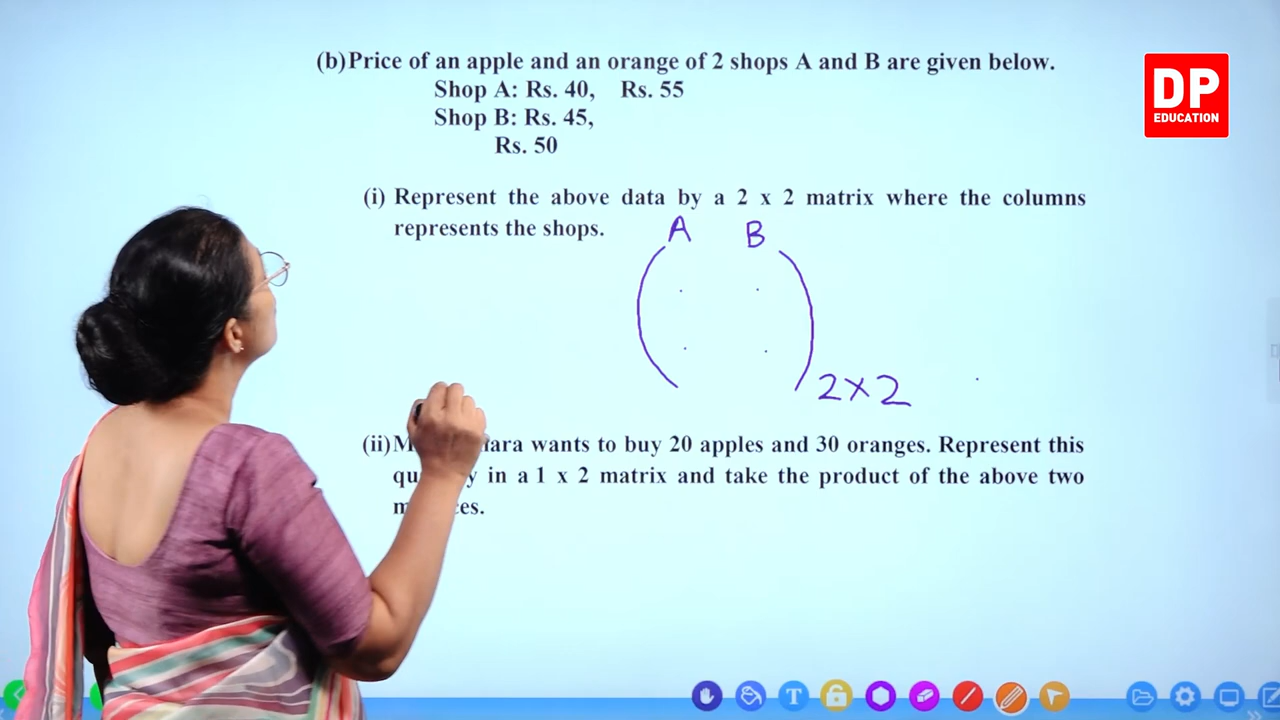 (b)Price of an apple and an orange of 2 shops A and B are given below.
Shop A: Rs. 40, Rs. 55
Shop B: Rs. 45,
Rs. 50
(i) Represent the above data by a 2 x 2 matrix where the columns
represents the shops.
A B
2×2
(ii) wants to buy 20 apples and 30 oranges. Represent this
in a 1 x 2 matrix and take the product of the above two
DP
EDUCATION
T